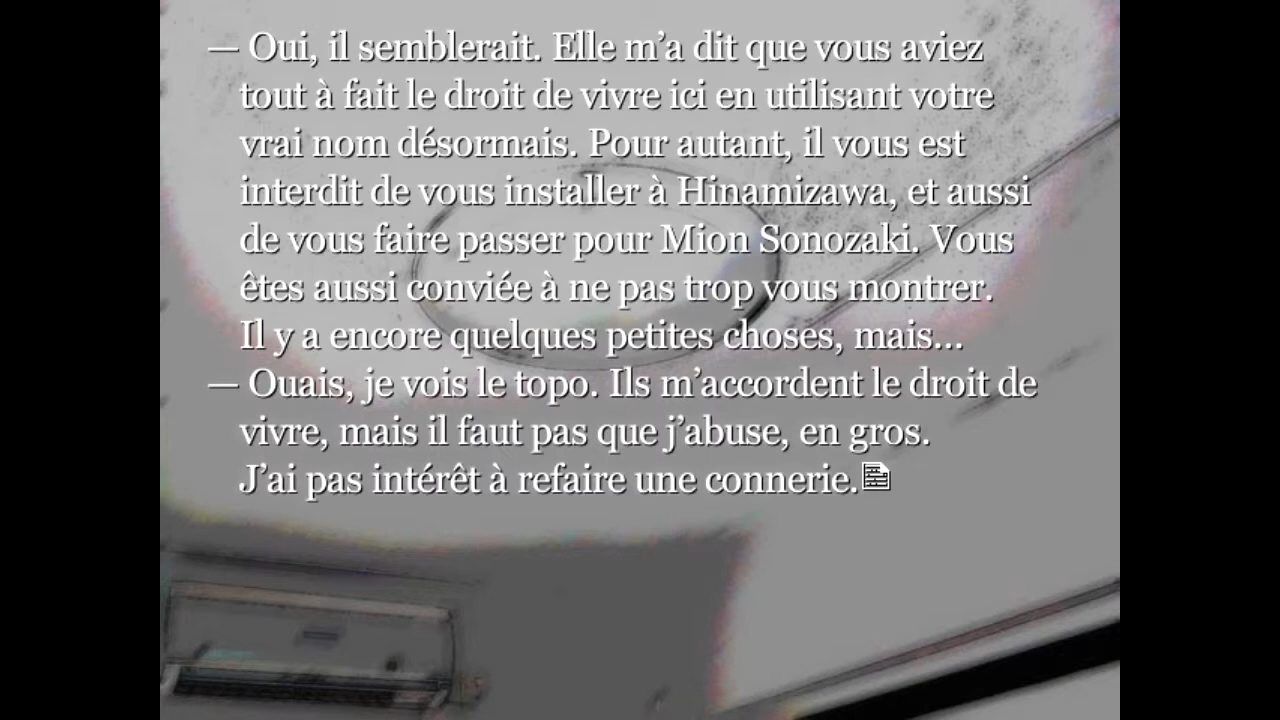 — Oui, il semblerait. Elle m’a dit que vous aviez
tout à fait le droit de vivre ici en utilisant votre
vrai nom désormais. Pour autant, il vous est
interdit de vous installer à Hinamizawa, et aussi
de vous faire passer pour Mion Sonozaki. Vous
êtes aussi conviée à ne pas trop vous montrer.
Il y a encore quelques petites choses, mais...
— Ouais, je vois le topo. Ils m’accordent le droit de
vivre, mais il faut pas que j’abuse, en gros.
J’ai pas intérêt à refaire une connerie.